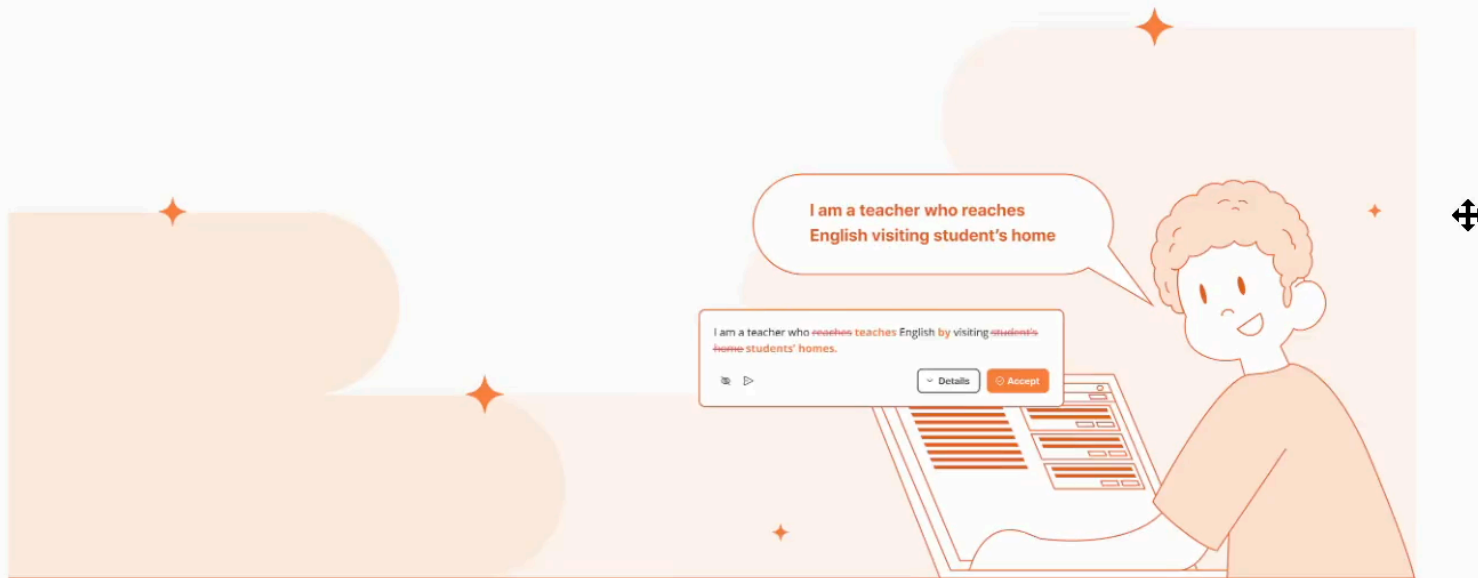 I am a teacher who reaches
English visiting student’s home
I am a teacher who reaches teaches English by visiting student's
home students' homes.
Details
Accept